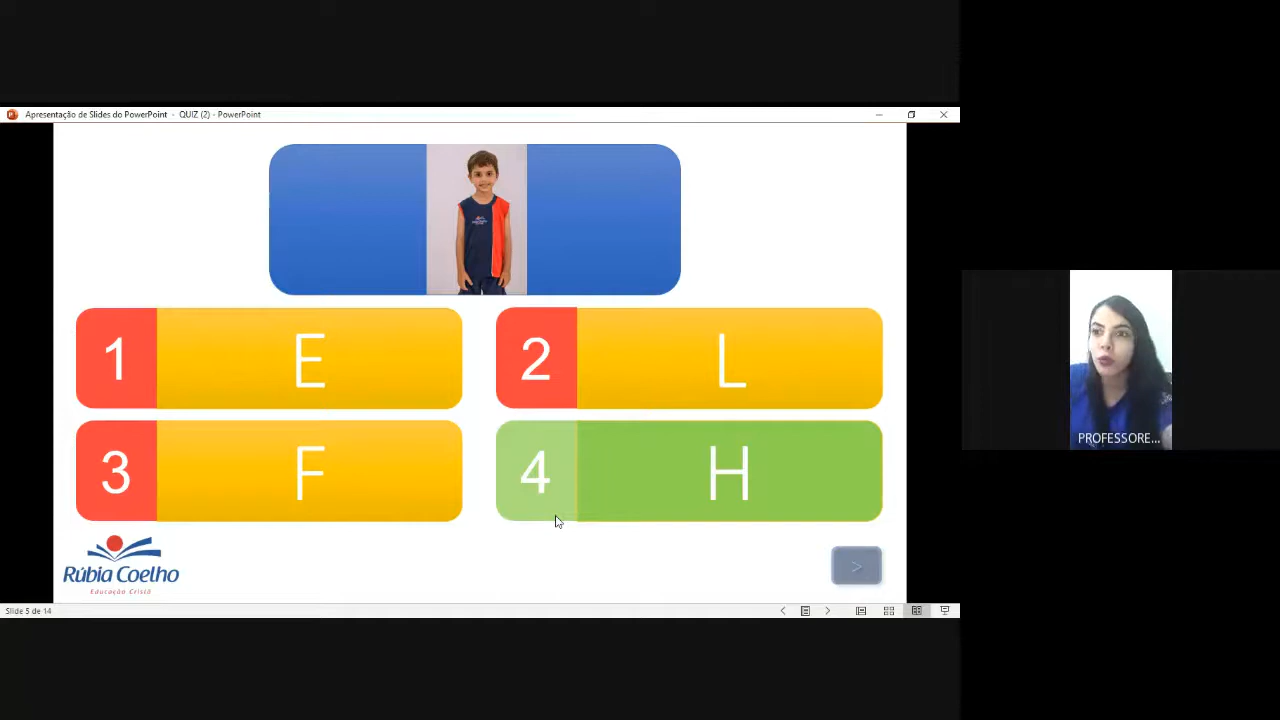 Apresentação de Slides do PowerPoint - QUIZ (2) - PowerPoint
1 E
2 L
3 F
4 H
>
Rúbia Coelho
Educação Cristã
Slide 5 de 14
PROFESSORE...